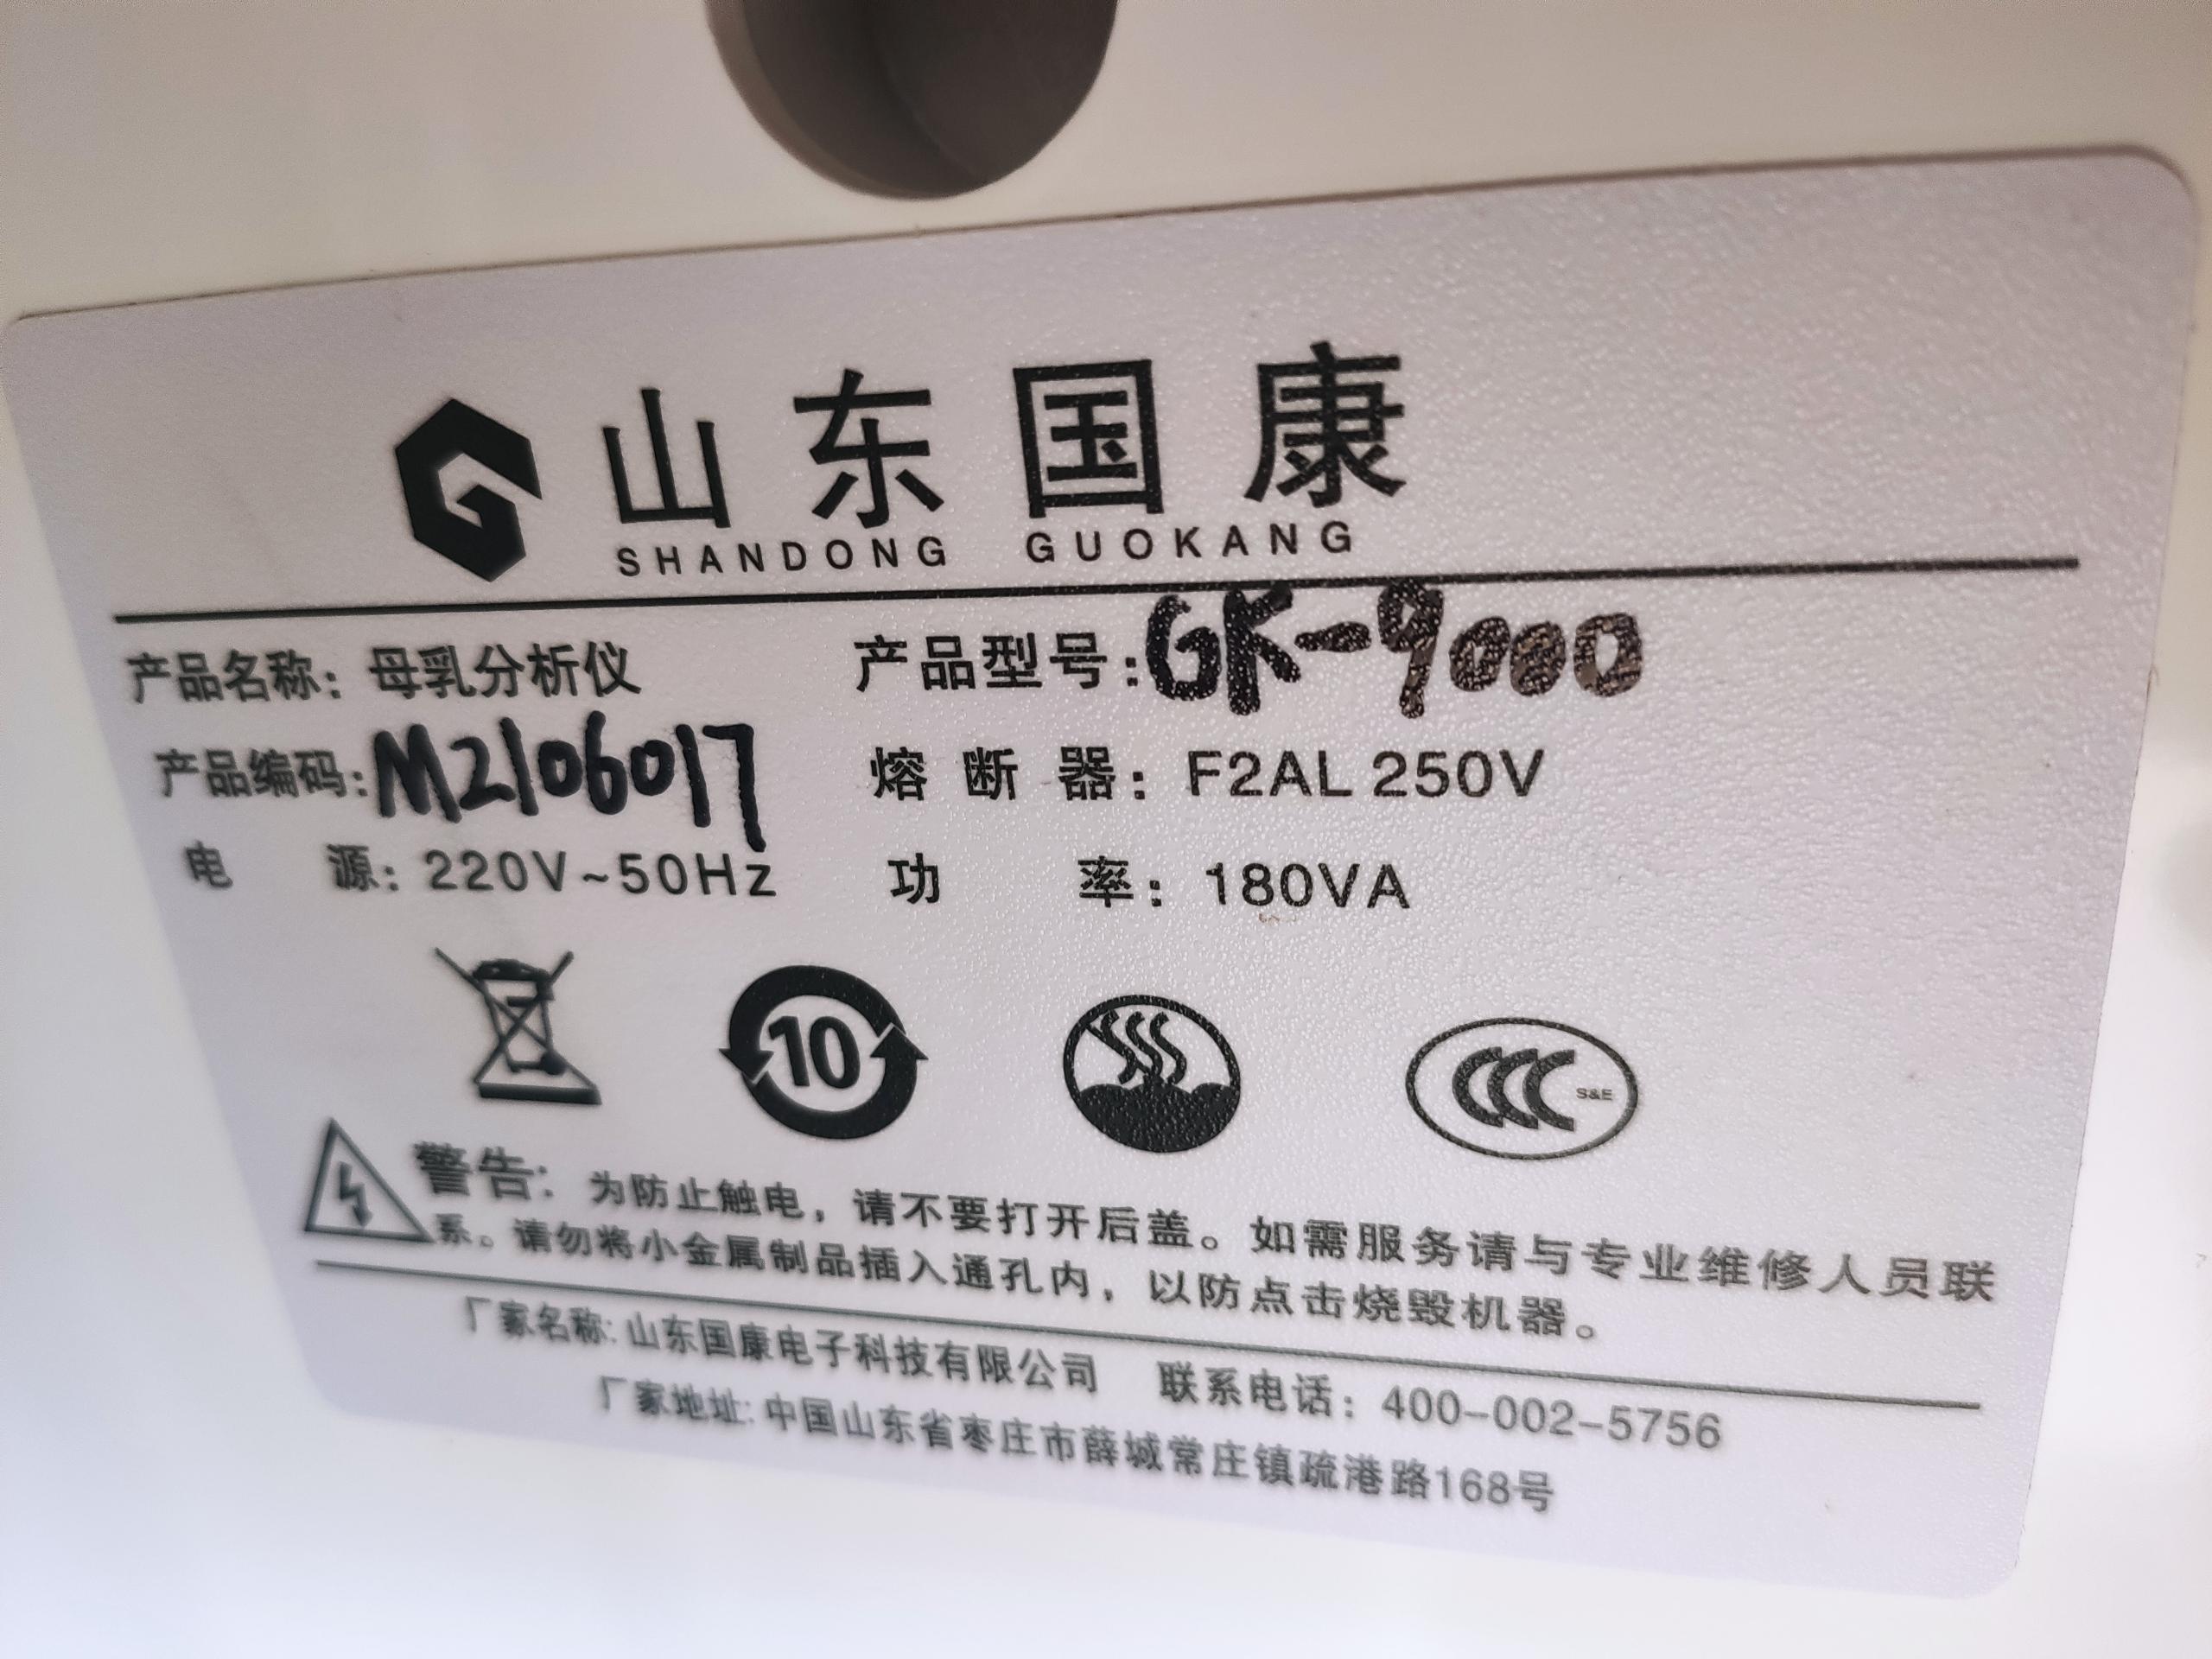 山东国康
SHANDONG GUOKANG
产品名称：母乳分析仪 产品型号：GK-9000
产品编码：M2106017 熔断器：F2AL 250V
电源：220V~50Hz 功率：180VA
10
CCC S&E
警告：为防止触电，请不要打开后盖。如需服务请与专业维修人员联
系。请勿将小金属制品插入通孔内，以防点击烧毁机器。
厂家名称：山东国康电子科技有限公司 联系电话：400-002-5756
厂家地址：中国山东省枣庄市薛城常庄镇疏港路168号